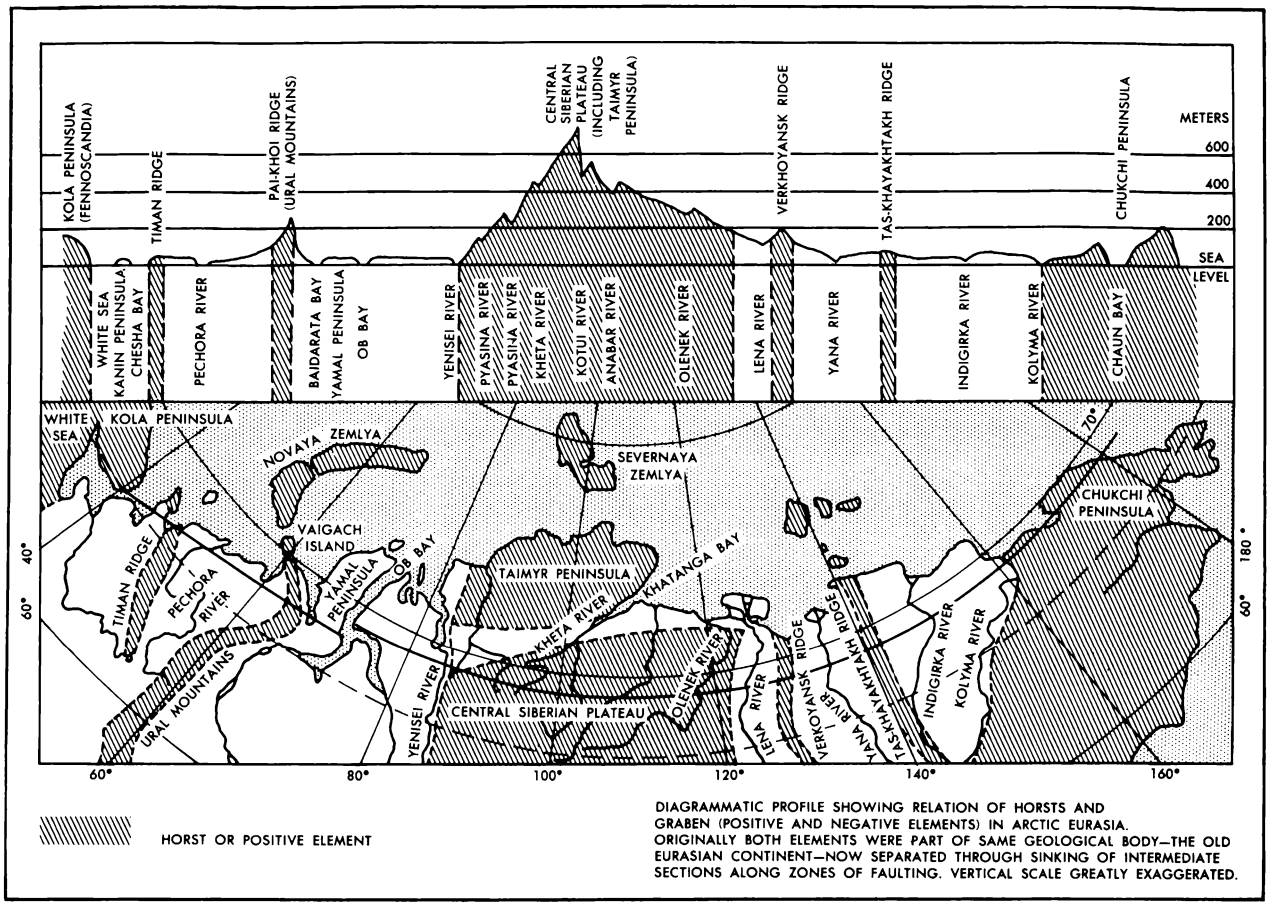 KOLA PENINSULA
(FENNOSCANDIA)
TIMAN RIDGE
PAI-KHOI RIDGE
(URAL MOUNTAINS)
CENTRAL
SIBERIAN
PLATEAU
(INCLUDING
TAIMYR
PENINSULA)
VERKHOYANSK RIDGE
TAS-KHAYAKHTAKH RIDGE
CHUKCHI PENINSULA
METERS
600
400
200
SEA
LEVEL
WHITE SEA
KANIN PENINSULA
CHESHA BAY
PECHORA RIVER
BAIDARATA BAY
YAMAL PENINSULA
OB BAY
YENISEI RIVER
PYASINA RIVER
PYASINA RIVER
KHETA RIVER
KOTUI RIVER
ANABAR RIVER
OLENEK RIVER
LENA RIVER
YANA RIVER
INDIGIRKA RIVER
KOLYMA RIVER
CHAUN BAY
WHITE
SEA
KOLA PENINSULA
NOVAYA ZEMLYA
SEVERNAYA
ZEMLYA
70°
CHUKCHI
PENINSULA
VAIGACH
ISLAND
TIMAN RIDGE
PECHORA
RIVER
YAMAL
PENINSULA
OB BAY
TAIMYR PENINSULA
KHATANGA BAY
KHETA RIVER
URAL MOUNTAINS
YENISEI RIVER
CENTRAL SIBERIAN PLATEAU
OLENEK RIVER
LENA RIVER
VERKOYANSK RIDGE
YANA RIVER
TAS-KHAYAKHTAKH RIDGE
INDIGIRKA RIVER
KOLYMA RIVER
40°
60°
180°
60°
60°
80°
100°
120°
140°
160°
HORST OR POSITIVE ELEMENT
DIAGRAMMATIC PROFILE SHOWING RELATION OF HORSTS AND
GRABEN (POSITIVE AND NEGATIVE ELEMENTS) IN ARCTIC EURASIA.
ORIGINALLY BOTH ELEMENTS WERE PART OF SAME GEOLOGICAL BODY—THE OLD
EURASIAN CONTINENT—NOW SEPARATED THROUGH SINKING OF INTERMEDIATE
SECTIONS ALONG ZONES OF FAULTING. VERTICAL SCALE GREATLY EXAGGERATED.